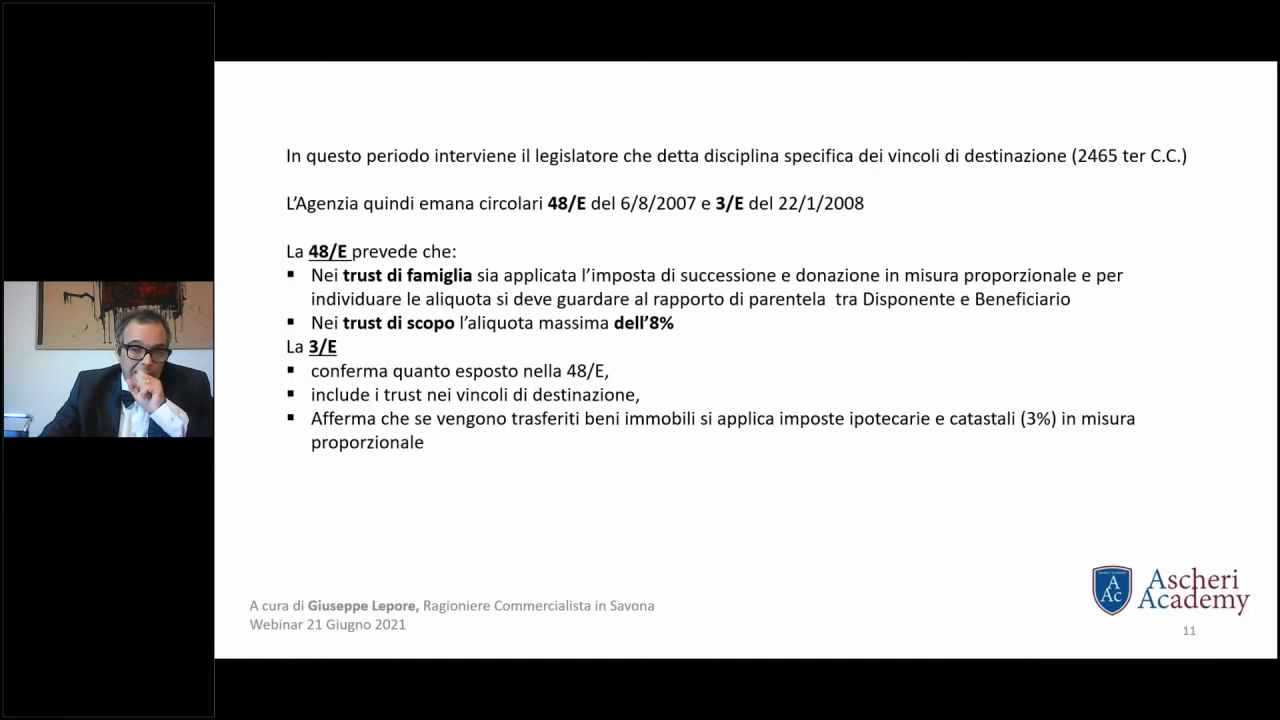 In questo periodo interviene il legislatore che detta disciplina specifica dei vincoli di destinazione (2465 ter C.C.)
L’Agenzia quindi emana circolari 48/E del 6/8/2007 e 3/E del 22/1/2008
La 48/E prevede che:
▪ Nei trust di famiglia sia applicata l’imposta di successione e donazione in misura proporzionale e per
individuare le aliquota si deve guardare al rapporto di parentela tra Disponente e Beneficiario
▪ Nei trust di scopo l’aliquota massima dell’8%
La 3/E
▪ conferma quanto esposto nella 48/E,
▪ include i trust nei vincoli di destinazione,
▪ Afferma che se vengono trasferiti beni immobili si applica imposte ipotecarie e catastali (3%) in misura
proporzionale
A cura di Giuseppe Lepore, Ragioniere Commercialista in Savona
Webinar 21 Giugno 2021
A
Ac
Ascheri
Academy
11